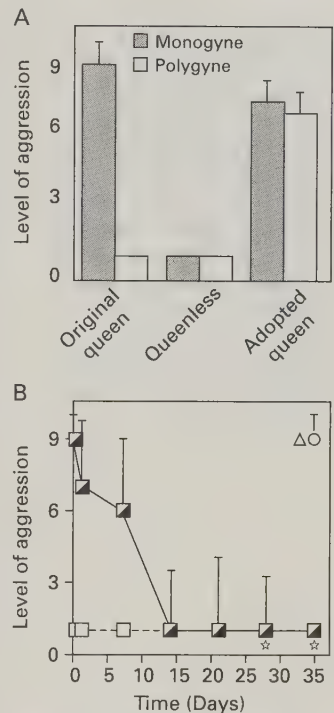 A
Monogyne
Polygyne
Level of aggression
9
6
3
0
Original
queen
Queenless
Adopted
queen
B
Level of aggression
9
6
3
0
0 5 10 15 20 25 30 35
Time (Days)